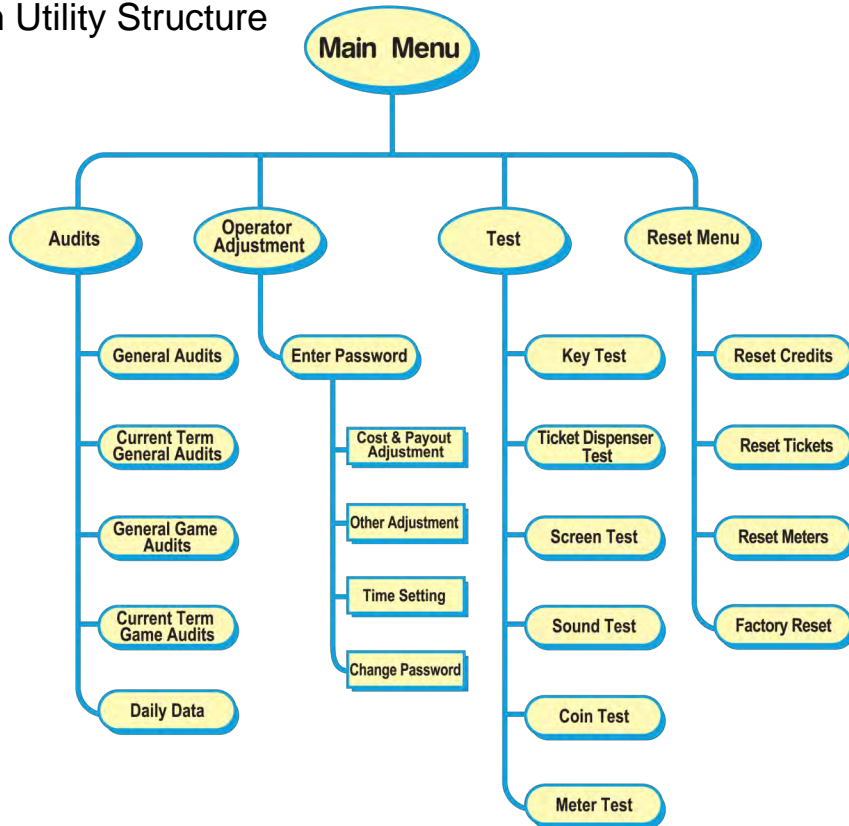 Utility Structure
Main Menu
Audits
Operator
Adjustment
Test
Reset Menu
General Audits
Current Term
General Audits
General Game
Audits
Current Term
Game Audits
Daily Data
Enter Password
Cost & Payout
Adjustment
Other Adjustment
Time Setting
Change Password
Key Test
Ticket Dispenser
Test
Screen Test
Sound Test
Coin Test
Meter Test
Reset Credits
Reset Tickets
Reset Meters
Factory Reset